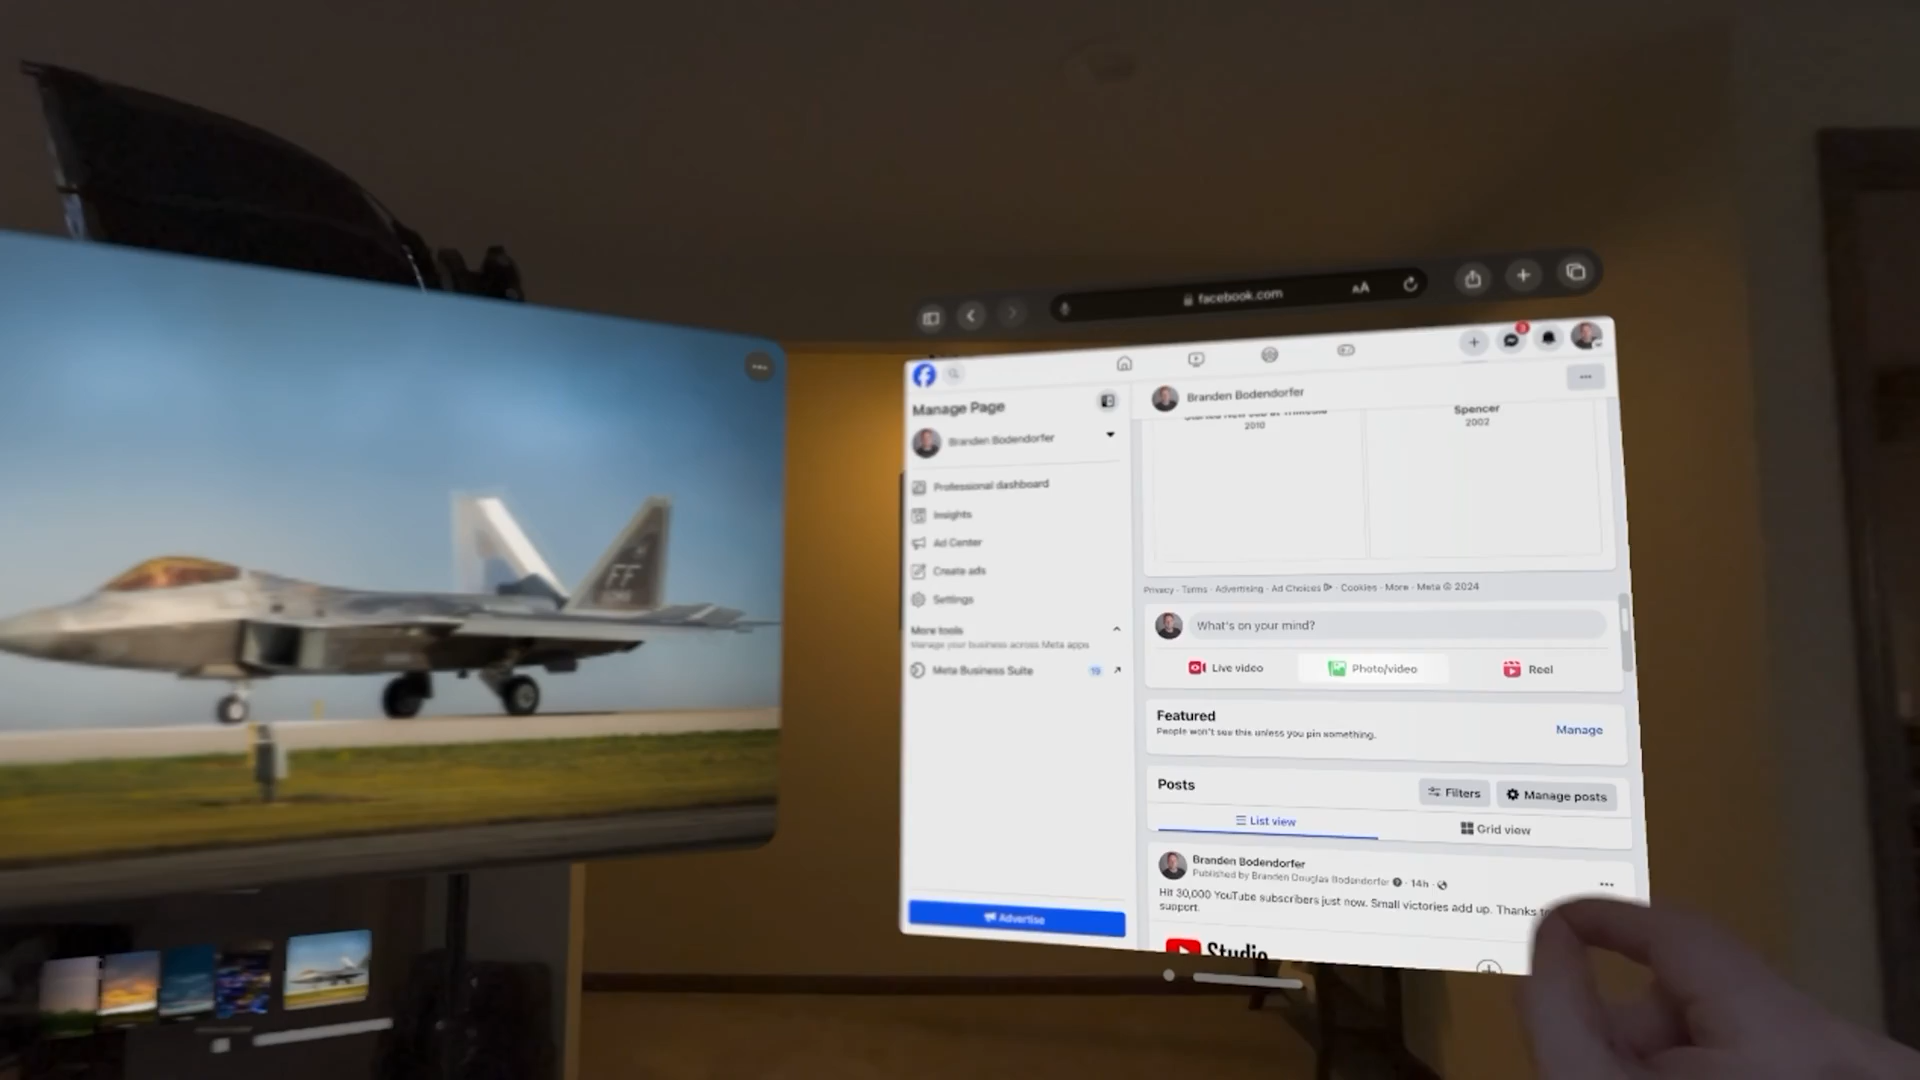 FF
facebook.com
AA
3
Manage Page
Branden Bodendorfer
Professional dashboard
Insights
Ad Center
Create ads
Settings
More tools
Manage your business across Meta apps
Meta Business Suite
19
Advertise
Branden Bodendorfer
2010
Spencer
2002
Privacy · Terms · Advertising · Ad Choices · Cookies · More · Meta © 2024
What's on your mind?
Live video
Photo/video
Reel
Featured
People won't see this unless you pin something.
Manage
Posts
Filters
Manage posts
List view
Grid view
Branden Bodendorfer
Published by Branden Douglas Bodendorfer · 14h ·
Hit 30,000 YouTube subscribers just now. Small victories add up. Thanks
support.
Studio